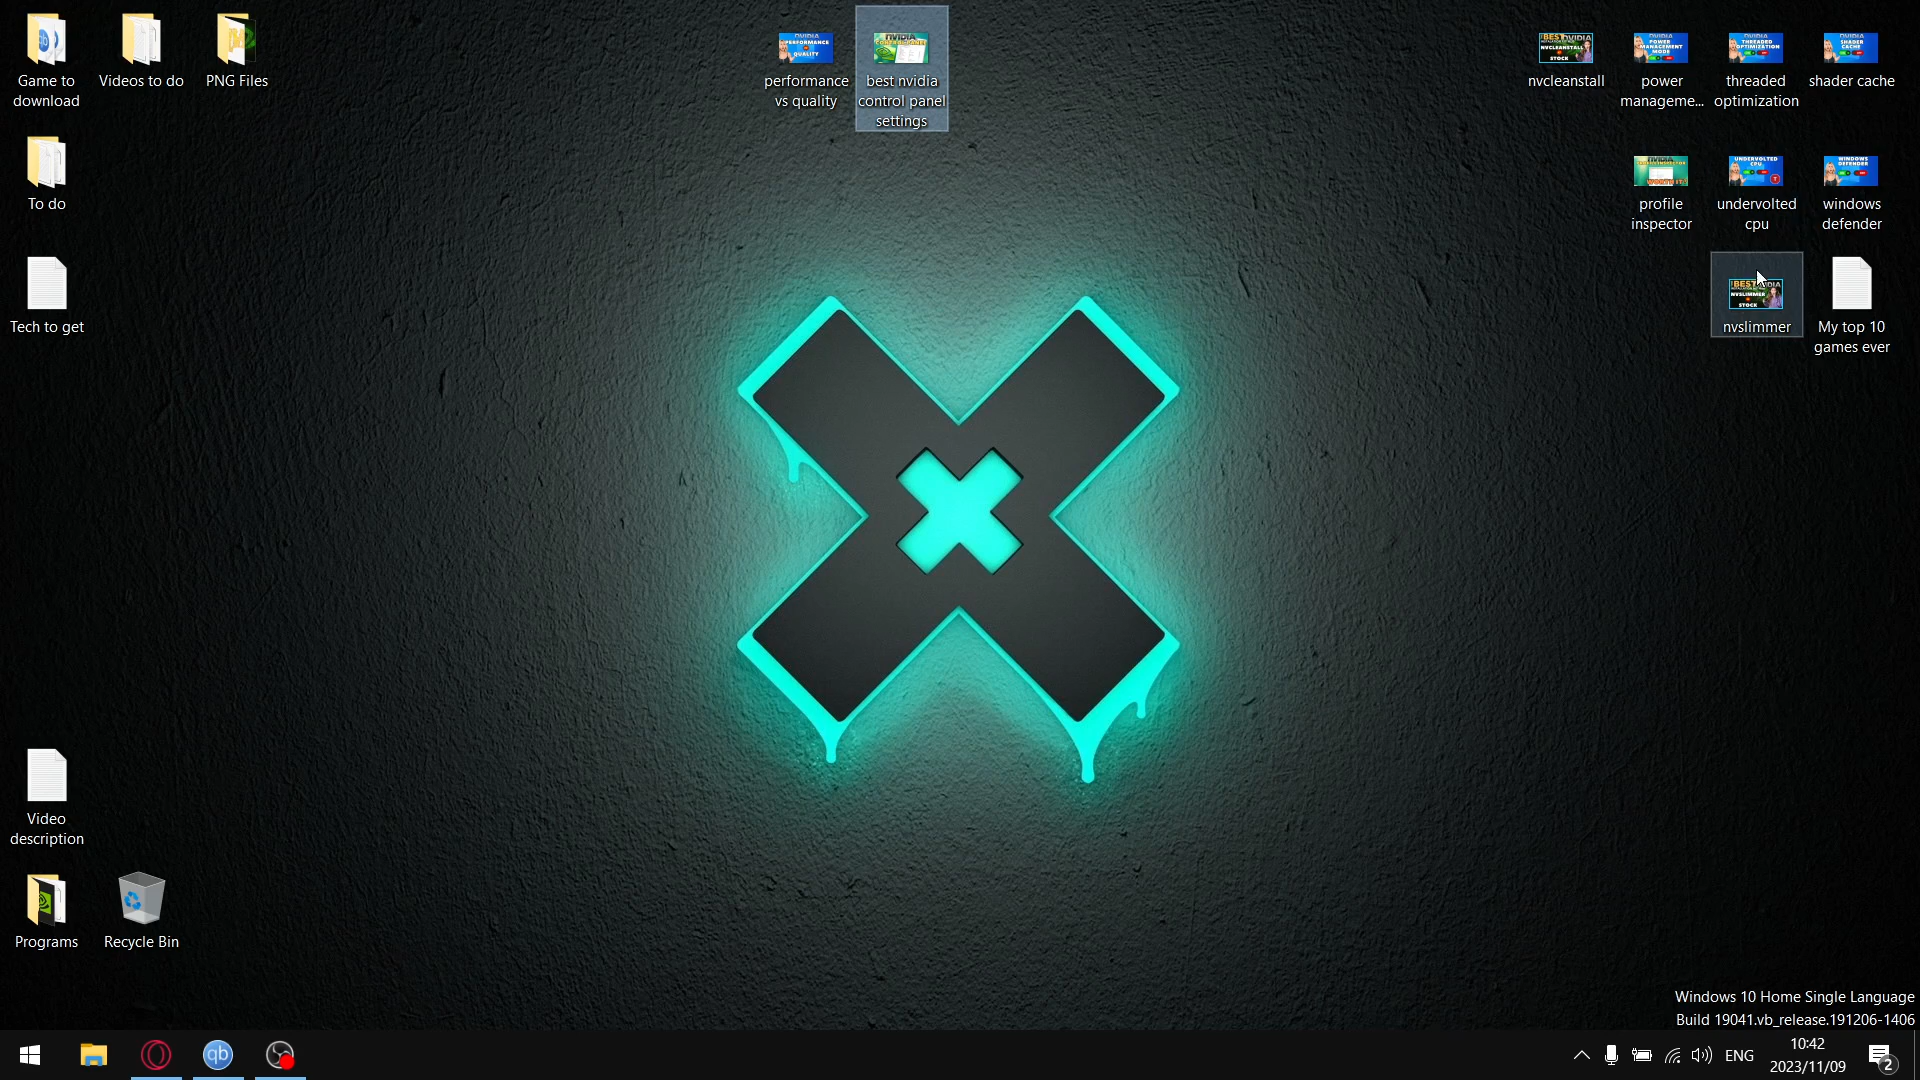 Game to
download
Videos to do
PNG Files
performance
vs quality
best nvidia
control panel
settings
nvcleanstall
power
manageme...
threaded
optimization
shader cache
To do
profile
inspector
undervolted
cpu
windows
defender
Tech to get
nvslimmer
My top 10
games ever
Video
description
Programs
Recycle Bin
Windows 10 Home Single Language
Build 19041.vb_release.191206-1406
qb
ENG
10:42
2023/11/09
2